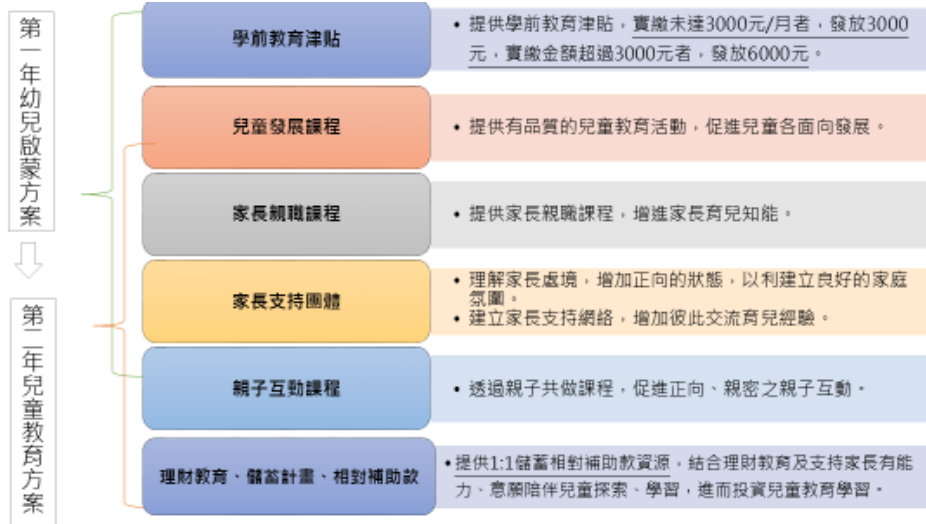 第一年幼兒啟蒙方案
第二年兒童教育方案
學前教育津貼
• 提供學前教育津貼，實繳未達3000元/月者，發放3000
元，實繳金額超過3000元者，發放6000元。
兒童發展課程
• 提供有品質的兒童教育活動，促進兒童各面向發展。
家長親職課程
• 提供家長親職課程，增進家長育兒知能。
家長支持團體
• 理解家長處境，增加正向的狀態，以利建立良好的家庭
氛圍。
• 建立家長支持網絡，增加彼此交流育兒經驗。
親子互動課程
• 透過親子共做課程，促進正向、親密之親子互動。
理財教育、儲蓄計畫、相對補助款
•提供1:1儲蓄相對補助款資源，結合理財教育及支持家長有能
力、意願陪伴兒童探索、學習，進而投資兒童教育學習。